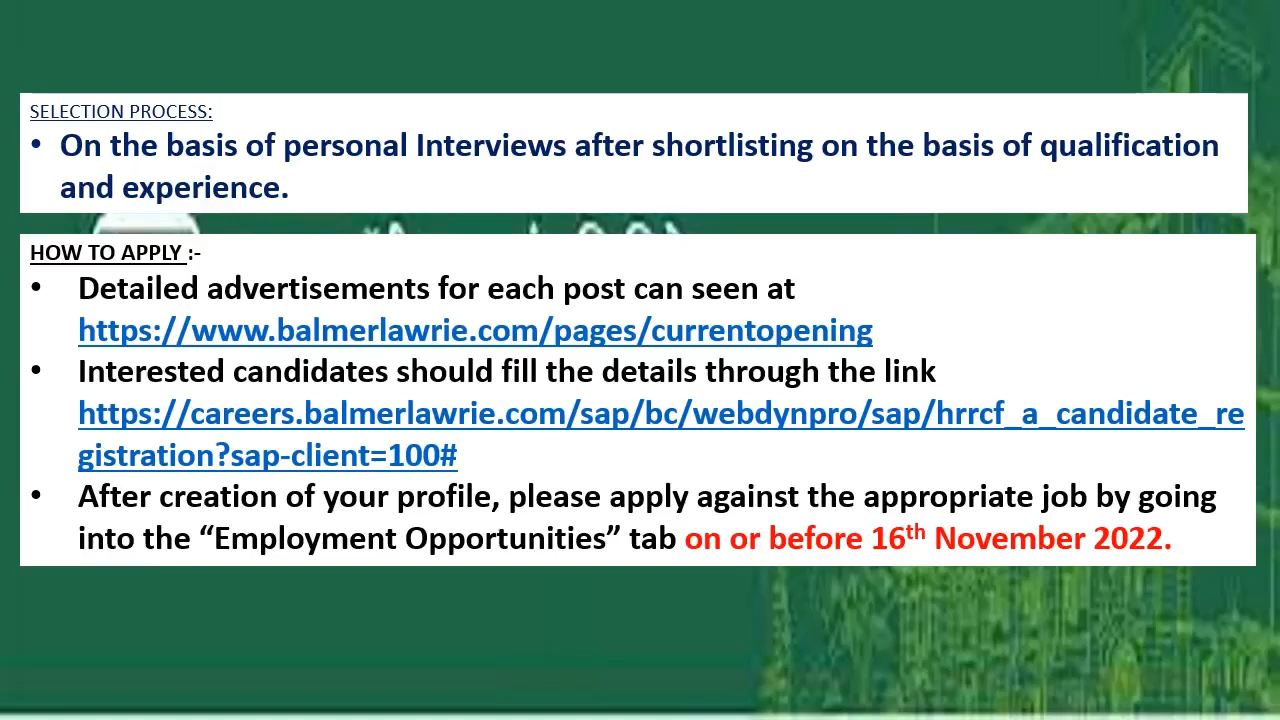 SELECTION PROCESS:
• On the basis of personal Interviews after shortlisting on the basis of qualification
and experience.
HOW TO APPLY :-
• Detailed advertisements for each post can seen at
https://www.balmerlawrie.com/pages/currentopening
• Interested candidates should fill the details through the link
https://careers.balmerlawrie.com/sap/bc/webdynpro/sap/hrrcf_a_candidate_re
gistration?sap-client=100#
• After creation of your profile, please apply against the appropriate job by going
into the “Employment Opportunities” tab on or before 16th November 2022.